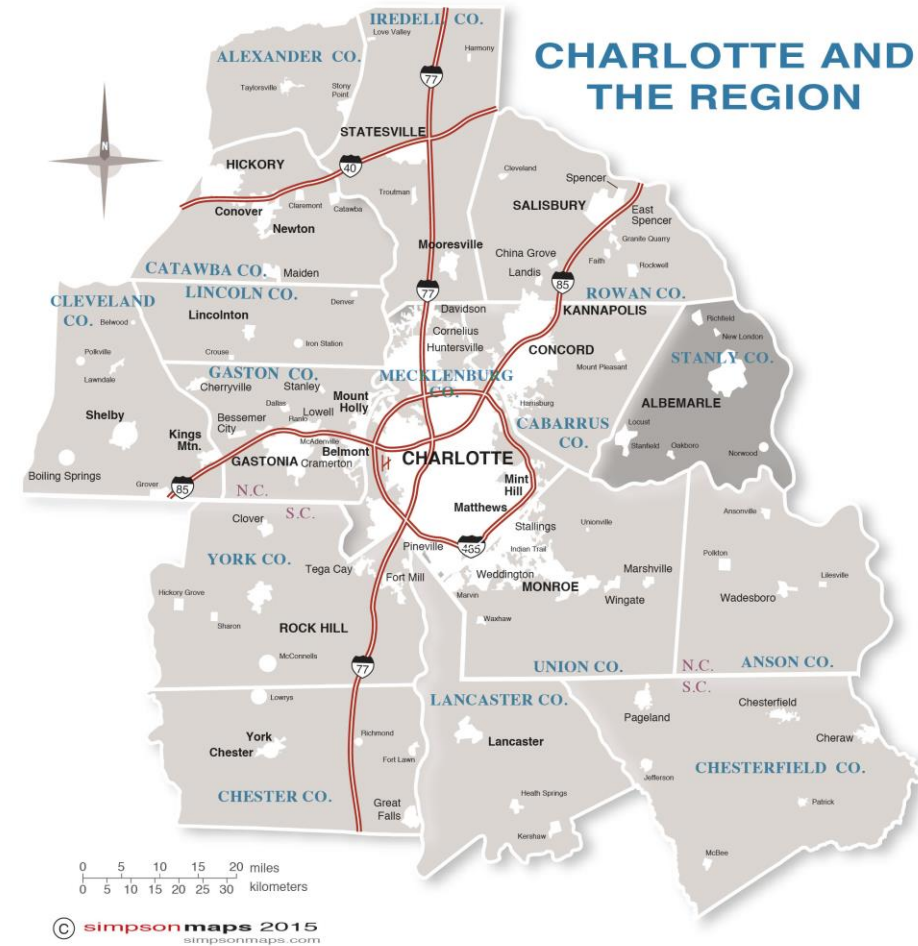 CHARLOTTE AND
THE REGION
IREDELL CO.
Love Valley
Harmony
77
ALEXANDER CO.
Taylorsville
Stony
Point
STATESVILLE
N
HICKORY
40
Conover
Claremont
Catawba
Newton
Troutman
Mooresville
CATAWBA CO.
Maiden
77
Cleveland
Spencer
SALISBURY
East
Spencer
Granite Quarry
China Grove
Faith
Rockwell
Landis
85
ROWAN CO.
KANNAPOLIS
CLEVELAND
CO.
Belwood
Polkville
Lawndale
Shelby
Kings
Mtn.
Boiling Springs
Grover
85
LINCOLN CO.
Denver
Lincolnton
Iron Station
Crouse
GASTON CO.
Cherryville
Stanley
Mount
Holly
Dallas
Lowell
Bessemer
City
Ranlo
McAdenville
Belmont
GASTONIA
Cramerton
N.C.
S.C.
Davidson
Cornelius
Huntersville
MECKLENBURG
CO.
CHARLOTTE
Mint
Hill
Matthews
Pineville
485
CONCORD
Mount Pleasant
Harrisburg
CABARRUS
CO.
Richfield
New London
STANLY CO.
ALBEMARLE
Locust
Stanfield
Oakboro
Norwood
Stallings
Unionville
Indian Trail
Weddington
Marshville
MONROE
Marvin
Wingate
Waxhaw
UNION CO.
Ansonville
Polkton
Lilesville
Wadesboro
N.C.
ANSON CO.
S.C.
Clover
YORK CO.
Tega Cay
Fort Mill
Hickory Grove
Sharon
ROCK HILL
McConnells
77
Lowrys
York
Chester
Richmond
Fort Lawn
CHESTER CO.
Great
Falls
LANCASTER CO.
Lancaster
Heath Springs
Kershaw
Pageland
Chesterfield
Cheraw
CHESTERFIELD CO.
Jefferson
Patrick
McBee
0 5 10 15 20 miles
0 5 10 15 20 25 30 kilometers
© simpsonmaps 2015
simpsonmaps.com